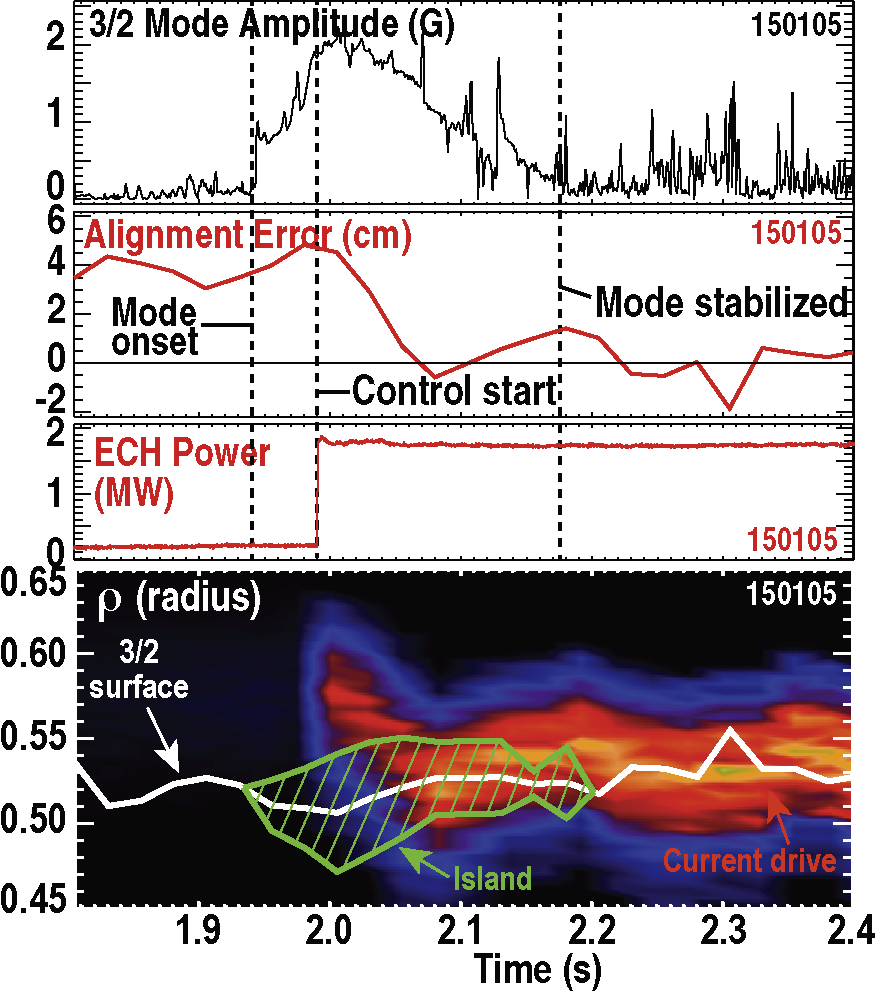 3/2 Mode Amplitude (G)
150105
2
1
0
Alignment Error (cm)
150105
6
4
2
0
-2
Mode
onset
Mode stabilized
Control start
2
1
0
ECH Power
(MW)
150105
0.65
0.60
0.55
0.50
0.45
ρ (radius)
150105
3/2
surface
Island
Current drive
1.9 2.0 2.1 2.2 2.3 2.4
Time (s)